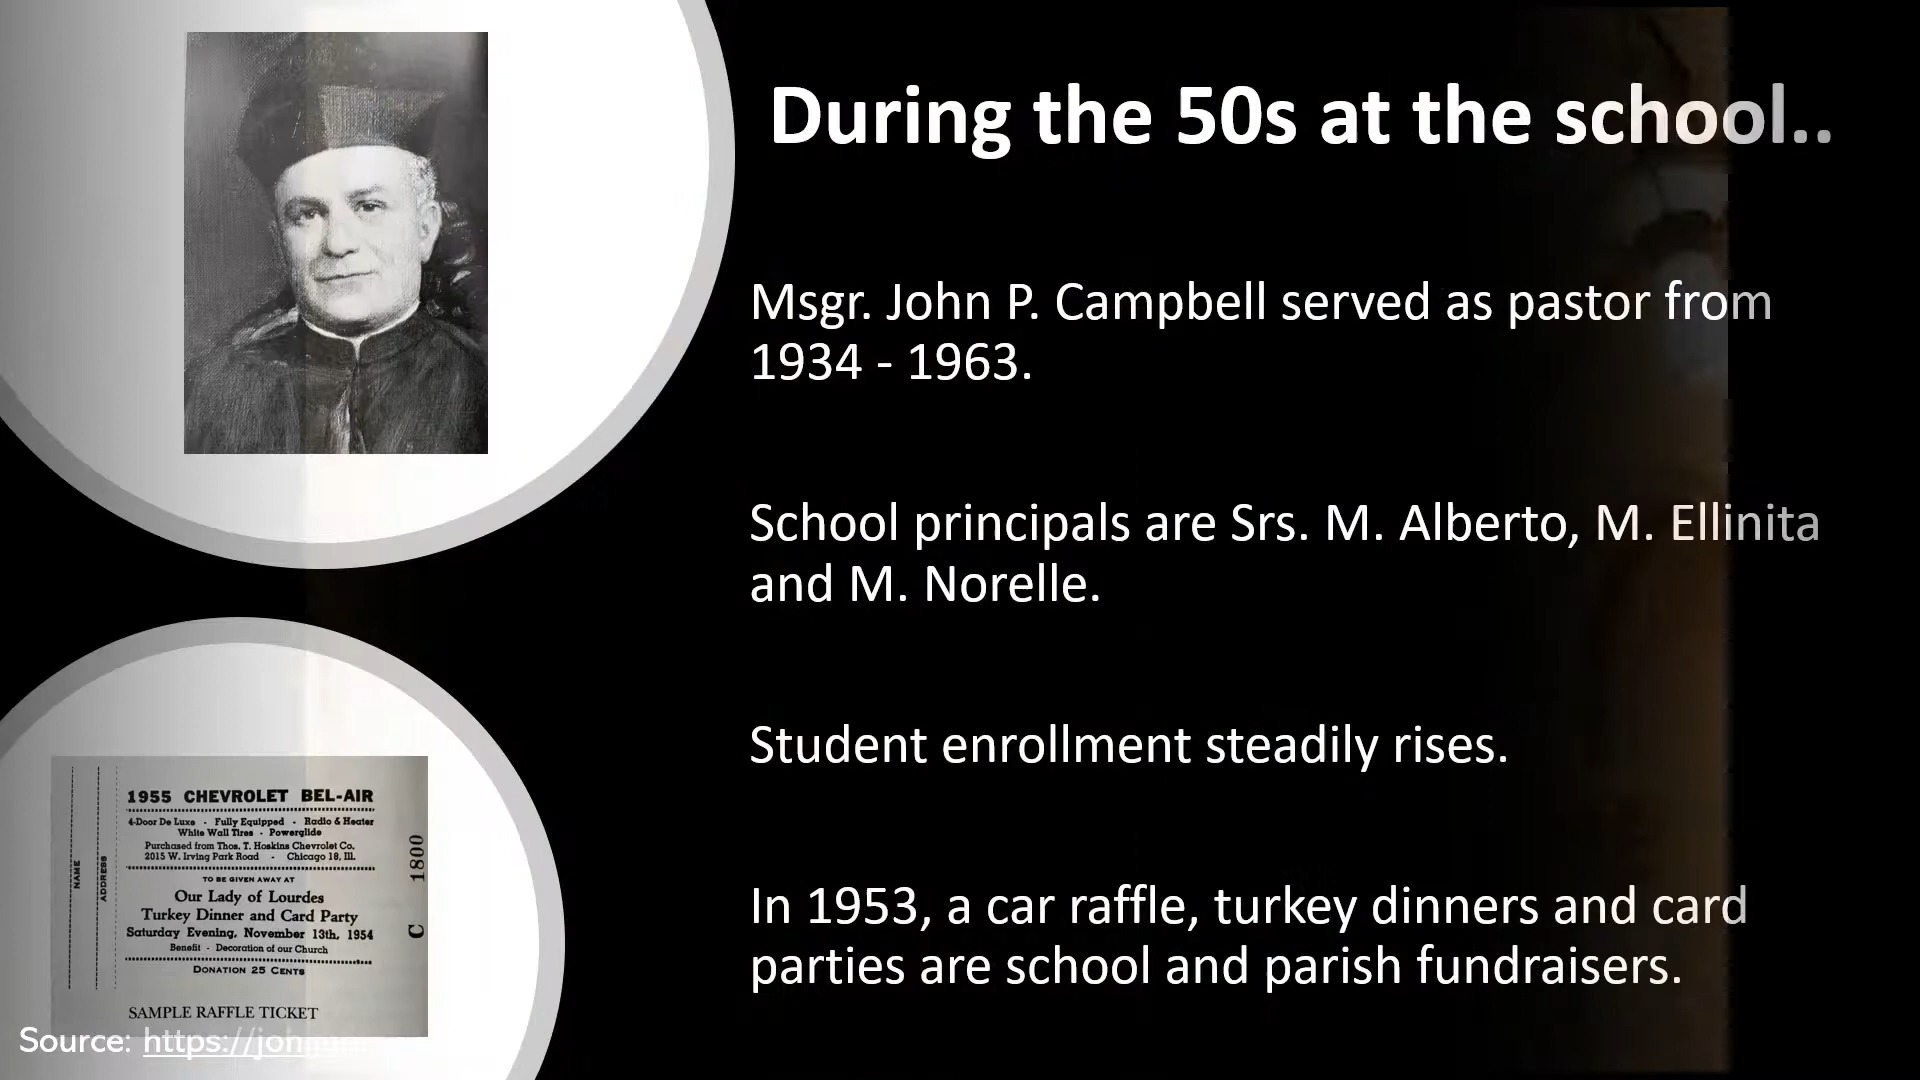 During the 50s at the school..
Msgr. John P. Campbell served as pastor from
1934 - 1963.
School principals are Srs. M. Alberto, M. Ellinita
and M. Norelle.
Student enrollment steadily rises.
In 1953, a car raffle, turkey dinners and card
parties are school and parish fundraisers.
NAME
ADDRESS
1955 CHEVROLET BEL-AIR
4-Door De Luxe - Fully Equipped - Radio & Heater
White Wall Tires - Powerglide
Purchased from Thos. T. Hoskins Chevrolet Co.
2015 W. Irving Park Road - Chicago 18, Ill.
TO BE GIVEN AWAY AT
Our Lady of Lourdes
Turkey Dinner and Card Party
Saturday Evening, November 13th, 1954
Benefit - Decoration of our Church
DONATION 25 CENTS
C 1800
SAMPLE RAFFLE TICKET
Source: